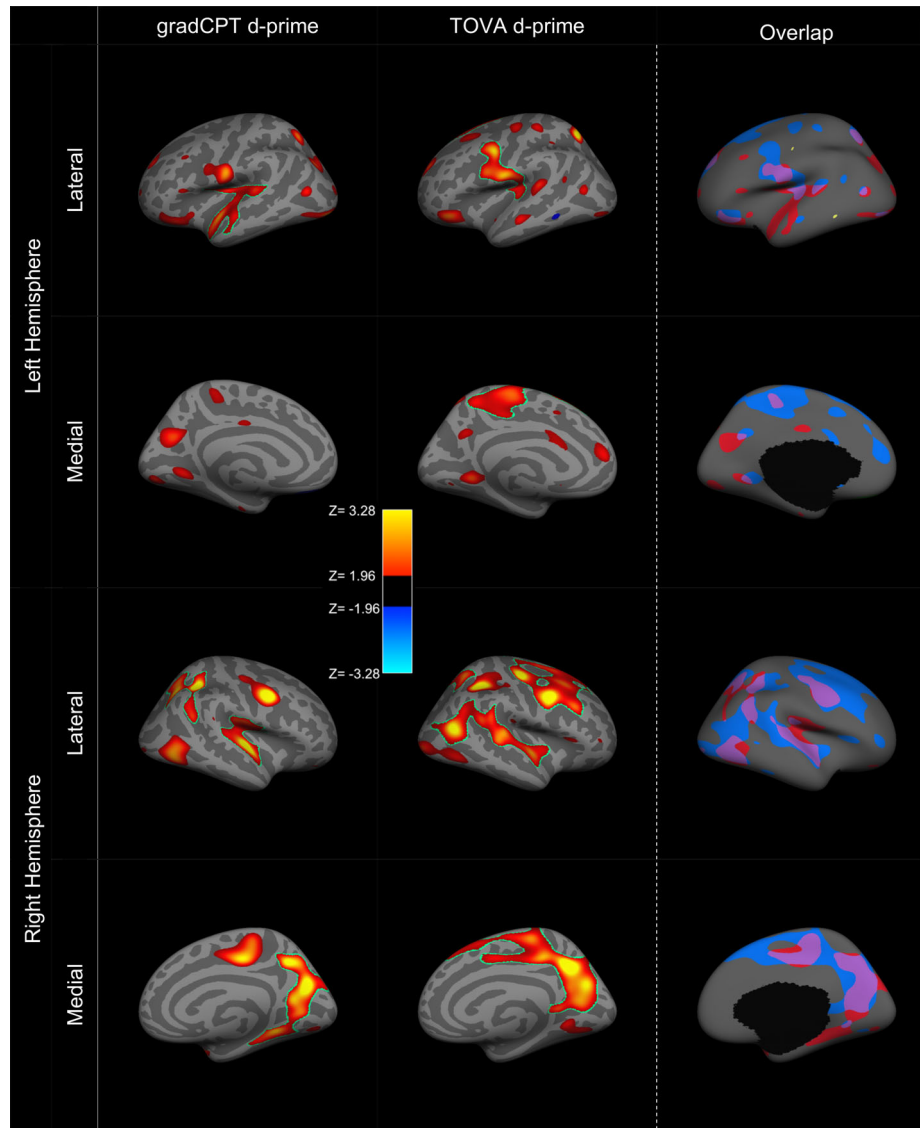 gradCPT d-prime
TOVA d-prime
Overlap
Left Hemisphere
Lateral
Medial
Z= 3.28
Z= 1.96
Z= -1.96
Z= -3.28
Right Hemisphere
Lateral
Medial